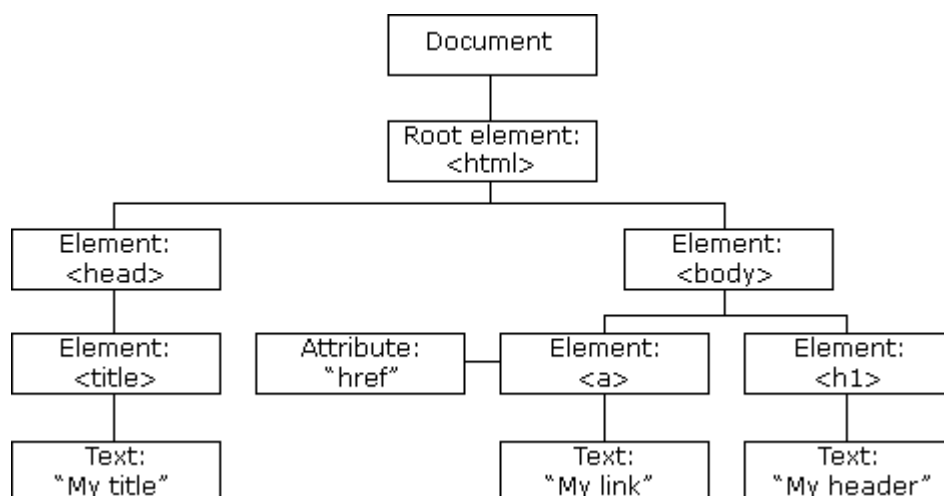 Document
Root element:
<html>
Element:
<head>
Element:
<body>
Element:
<title>
Attribute:
“href”
Element:
<a>
Element:
<h1>
Text:
“My title”
Text:
“My link”
Text:
“My header”